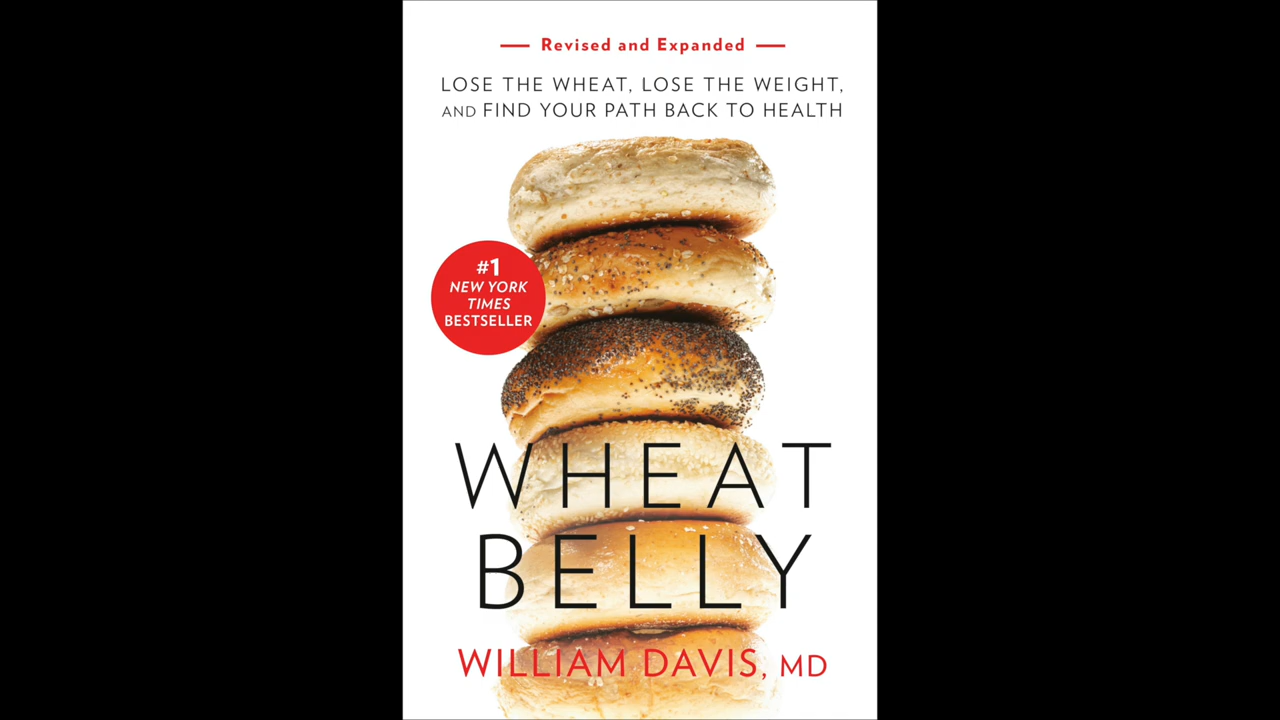 Revised and Expanded
LOSE THE WHEAT, LOSE THE WEIGHT,
AND FIND YOUR PATH BACK TO HEALTH
#1
NEW YORK
TIMES
BESTSELLER
WHEAT
BELLY
WILLIAM DAVIS, MD